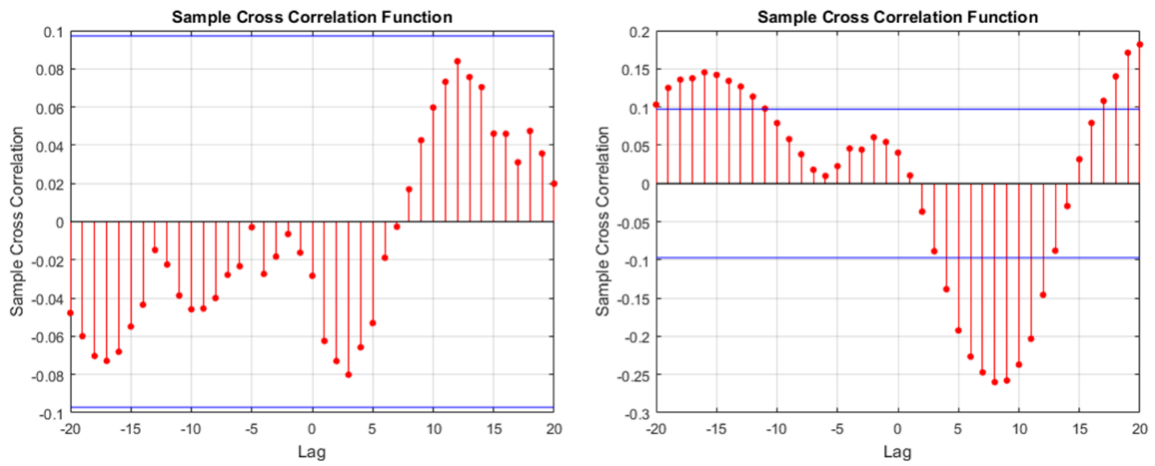 Sample Cross Correlation Function
0.1
0.08
0.06
0.04
0.02
0
-0.02
-0.04
-0.06
-0.08
-0.1
Sample Cross Correlation
-20 -15 -10 -5 0 5 10 15 20
Lag
Sample Cross Correlation Function
0.2
0.15
0.1
0.05
0
-0.05
-0.1
-0.15
-0.2
-0.25
-0.3
Sample Cross Correlation
-20 -15 -10 -5 0 5 10 15 20
Lag